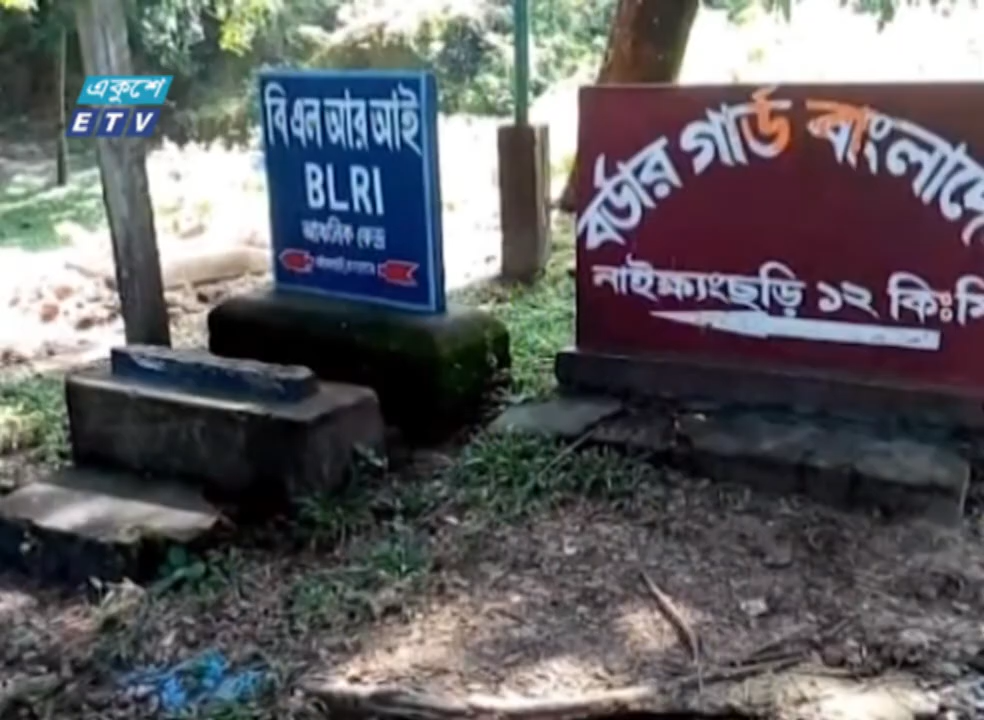 একুশে
ETV
বি এল আর আই
BLRI
আঞ্চলিক কেন্দ্র
বর্ডার গার্ড বাংলাদে
নাইক্ষ্যংছড়ি ১২ কিঃমি